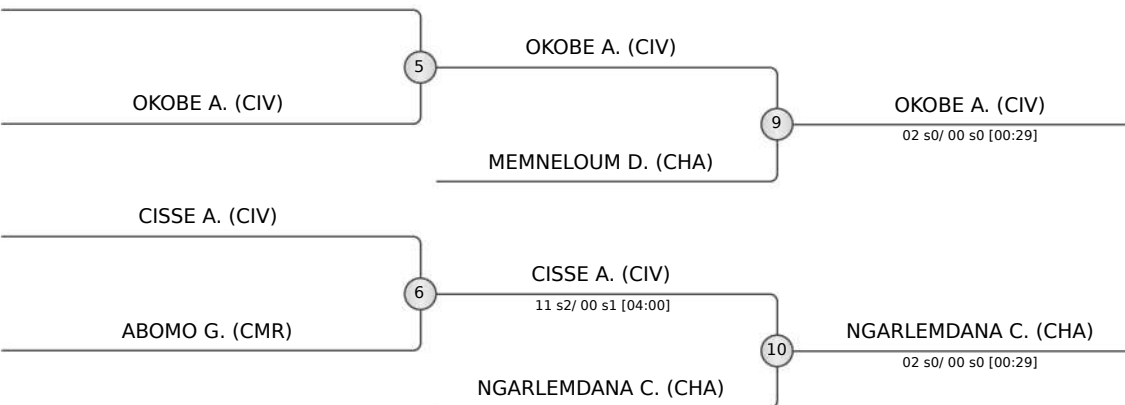 OKOBE A. (CIV)
5
OKOBE A. (CIV)
MEMNELOUM D. (CHA)
9
OKOBE A. (CIV)
02 s0/ 00 s0 [00:29]
CISSE A. (CIV)
ABOMO G. (CMR)
6
CISSE A. (CIV)
11 s2/ 00 s1 [04:00]
NGARLEMDANA C. (CHA)
10
NGARLEMDANA C. (CHA)
02 s0/ 00 s0 [00:29]